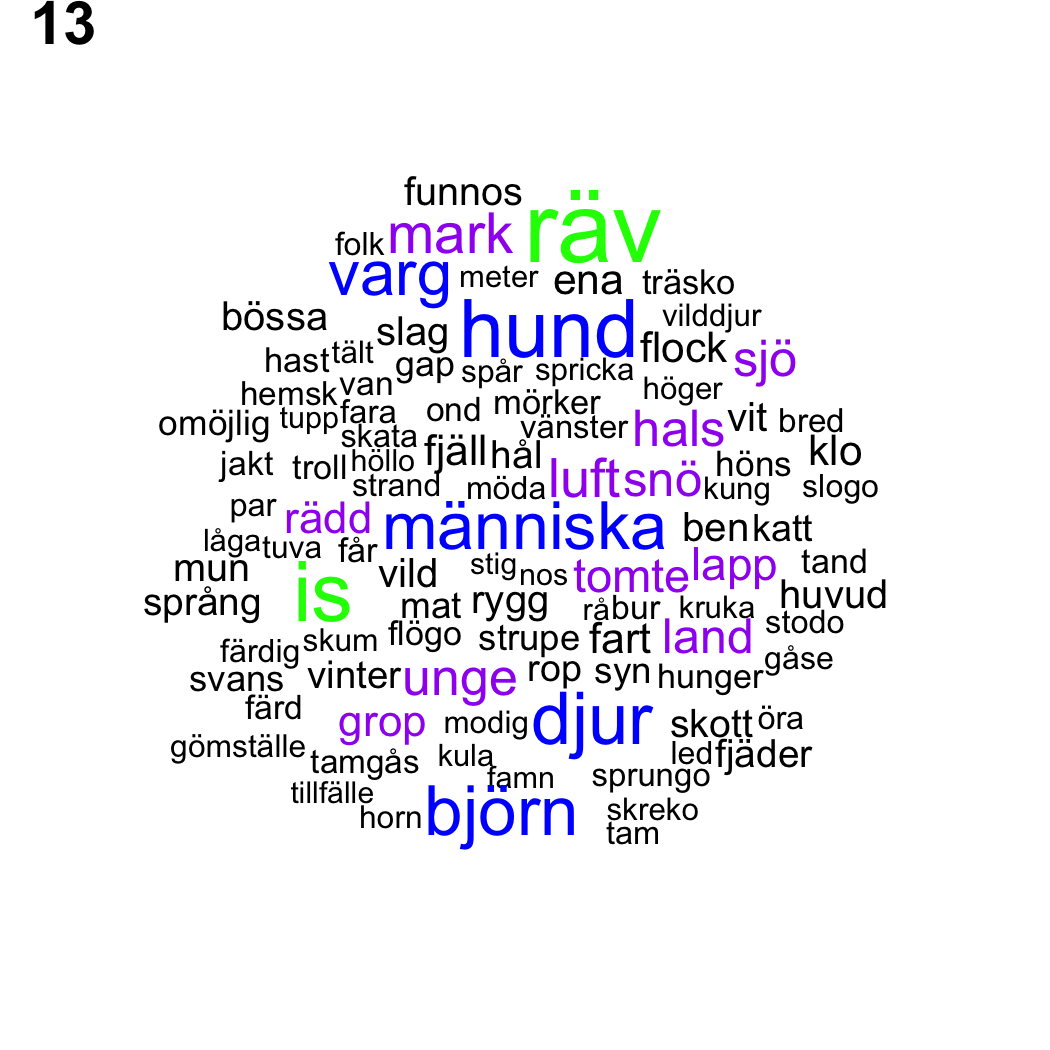 13
funnos
mark räv
folk
varg meter ena träsko
bössa slag hund vilddjur
flock sjö
hast tält gap spår spricka höger
hemsk van
omöjlig tupp fara ond mörker vänster hals vit bred
skata
jakt troll höllo fjäll hål luft snö höns klo
strand möda kung slogo
par rädd människa ben katt
låga tuva får
mun vild stig nos tomte lapp tand
språng is mat rygg rå bur kruka huvud
skum flögo strupe fart land stodo
färdig
svans vinter unge rop syn hunger gåse
färd grop modig djur skott öra
gömställe tamgås kula led fjäder
famn sprungo
tillfälle
horn björn skreko
tam